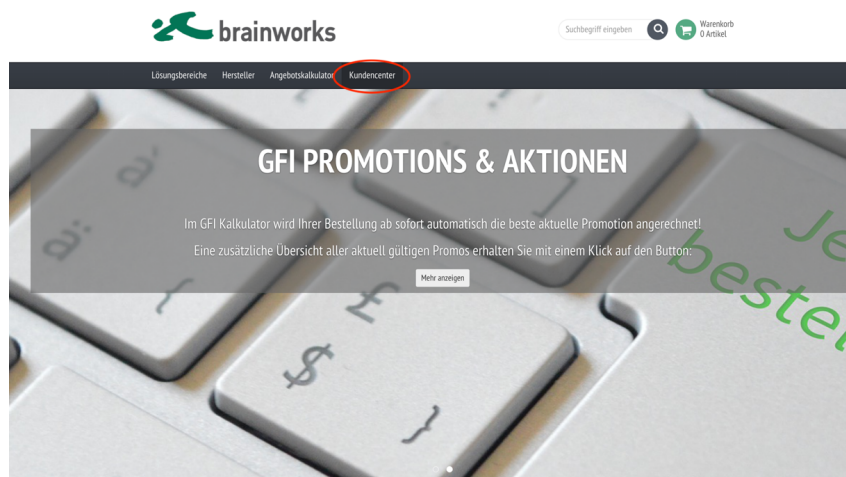 brainworks
Suchbegriff eingeben
Warenkorb
0 Artikel
Lösungsbereiche Hersteller Angebotskalkulator Kundencenter
GFI PROMOTIONS & AKTIONEN
Im GFI Kalkulator wird Ihrer Bestellung ab sofort automatisch die beste aktuelle Promotion angerechnet!
Eine zusätzliche Übersicht aller aktuell gültigen Promos erhalten Sie mit einem Klick auf den Button:
Mehr anzeigen
Je
bestel
£
$
}
{
]